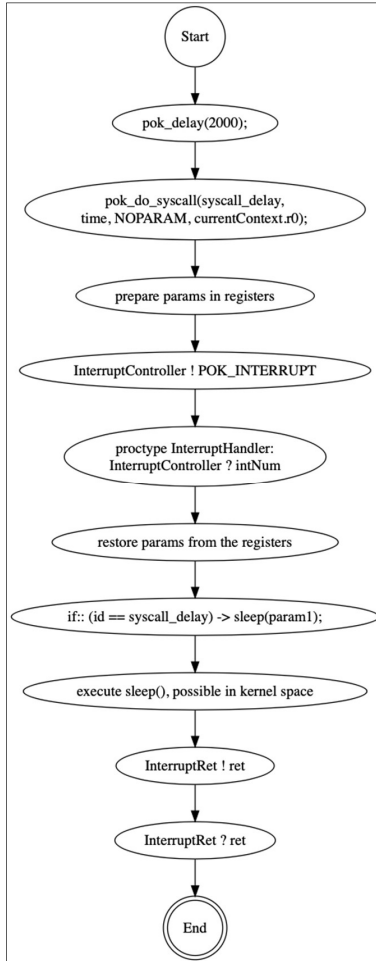 Start
pok_delay(2000);
pok_do_syscall(syscall_delay,
time, NOPARAM, currentContext.r0);
prepare params in registers
InterruptController ! POK_INTERRUPT
proctype InterruptHandler:
InterruptController ? intNum
restore params from the registers
if:: (id == syscall_delay) -> sleep(param1);
execute sleep(), possible in kernel space
InterruptRet ! ret
InterruptRet ? ret
End